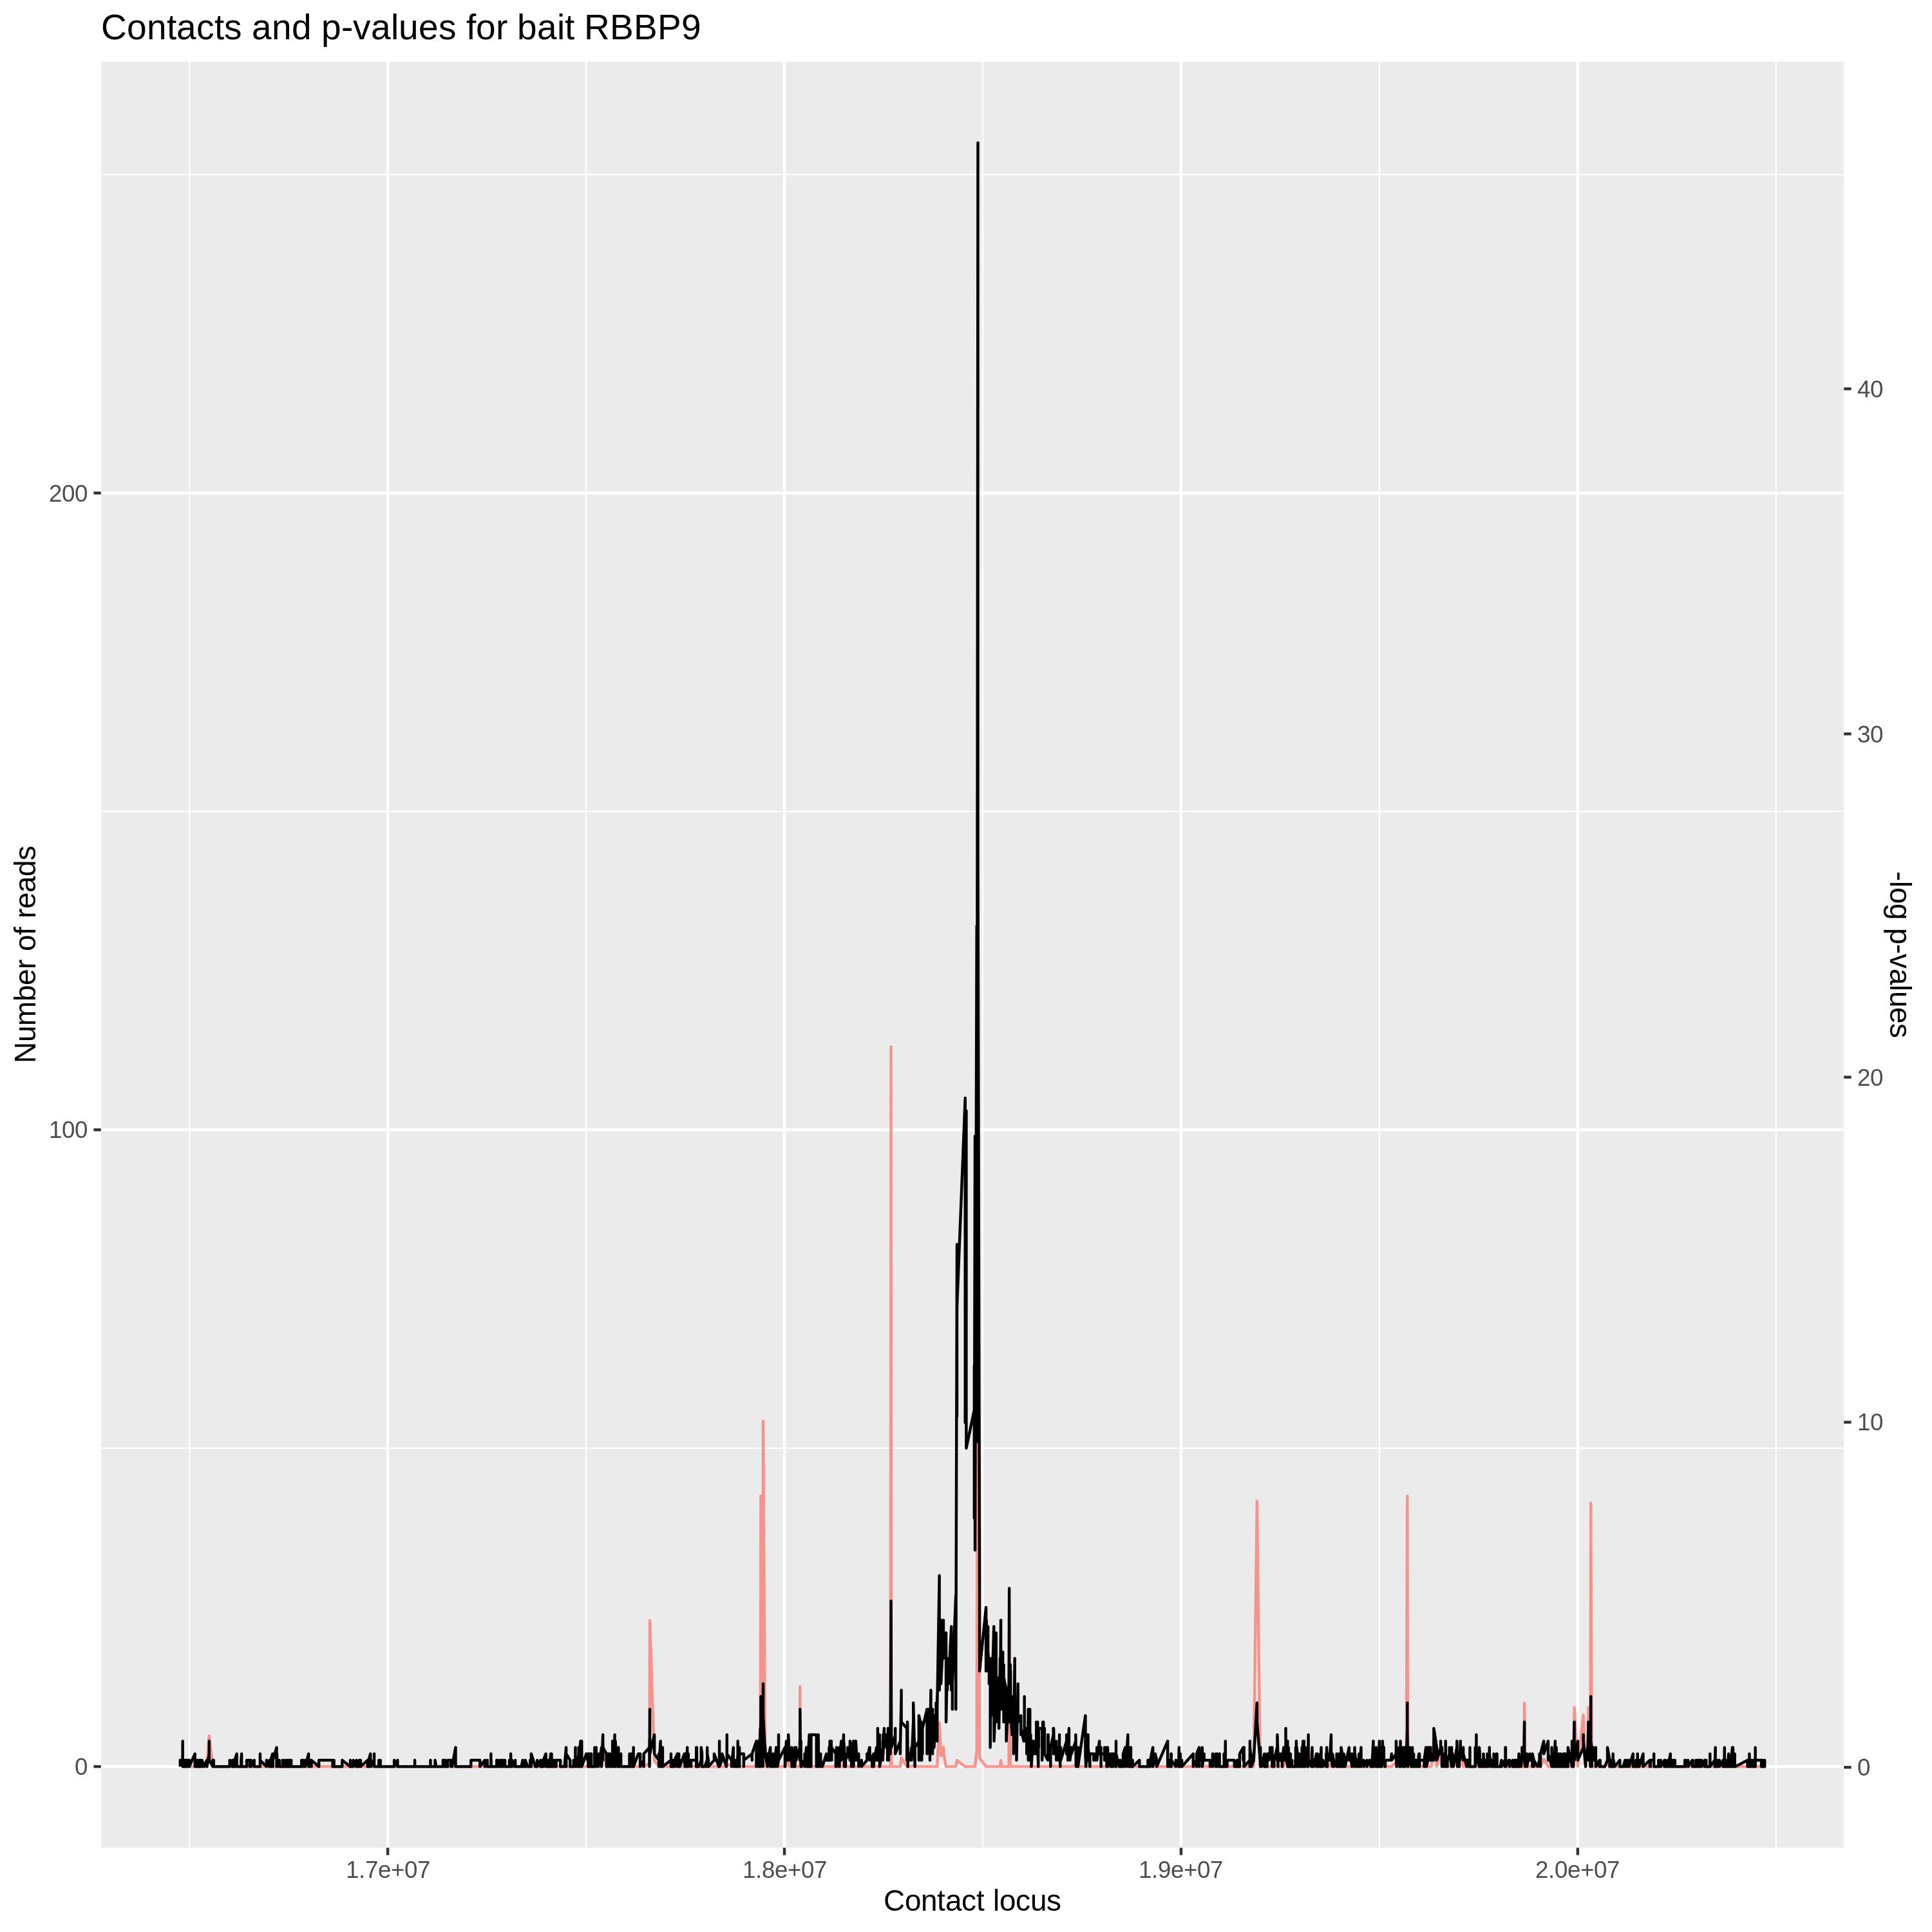 Contacts and p-values for bait RBBP9
Number of reads
200
100
0
40
30
20
10
0
-log p-values
1.7e+07
1.8e+07
1.9e+07
2.0e+07
Contact locus